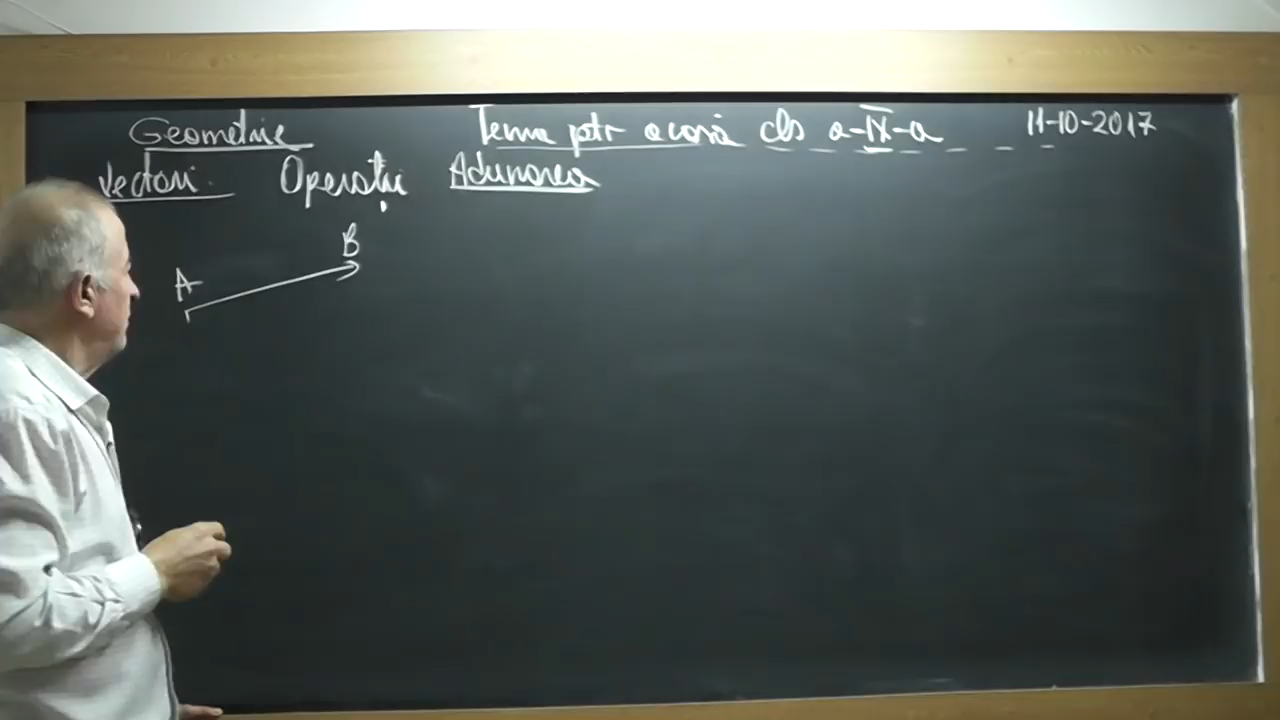 Geometrie Tema ptr acasă cls a-IX-a 11-10-2017
Vectori. Operații Adunarea
B
A